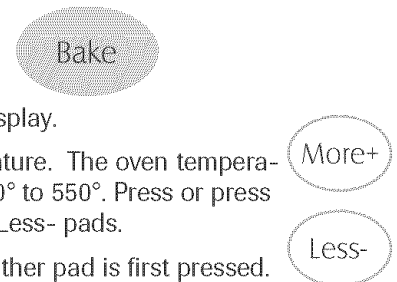 Bake
splay.
ature. The oven tempera-
0° to 550°. Press or press
Less- pads.
ther pad is first pressed.
More+
Less-